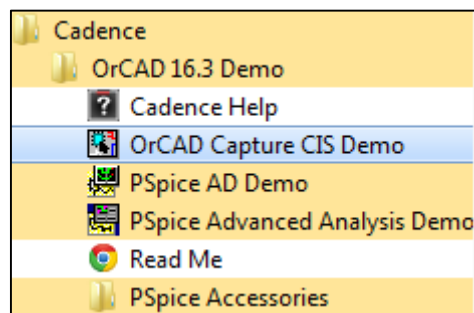 Cadence
OrCAD 16.3 Demo
Cadence Help
OrCAD Capture CIS Demo
PSpice AD Demo
PSpice Advanced Analysis Demo
Read Me
PSpice Accessories